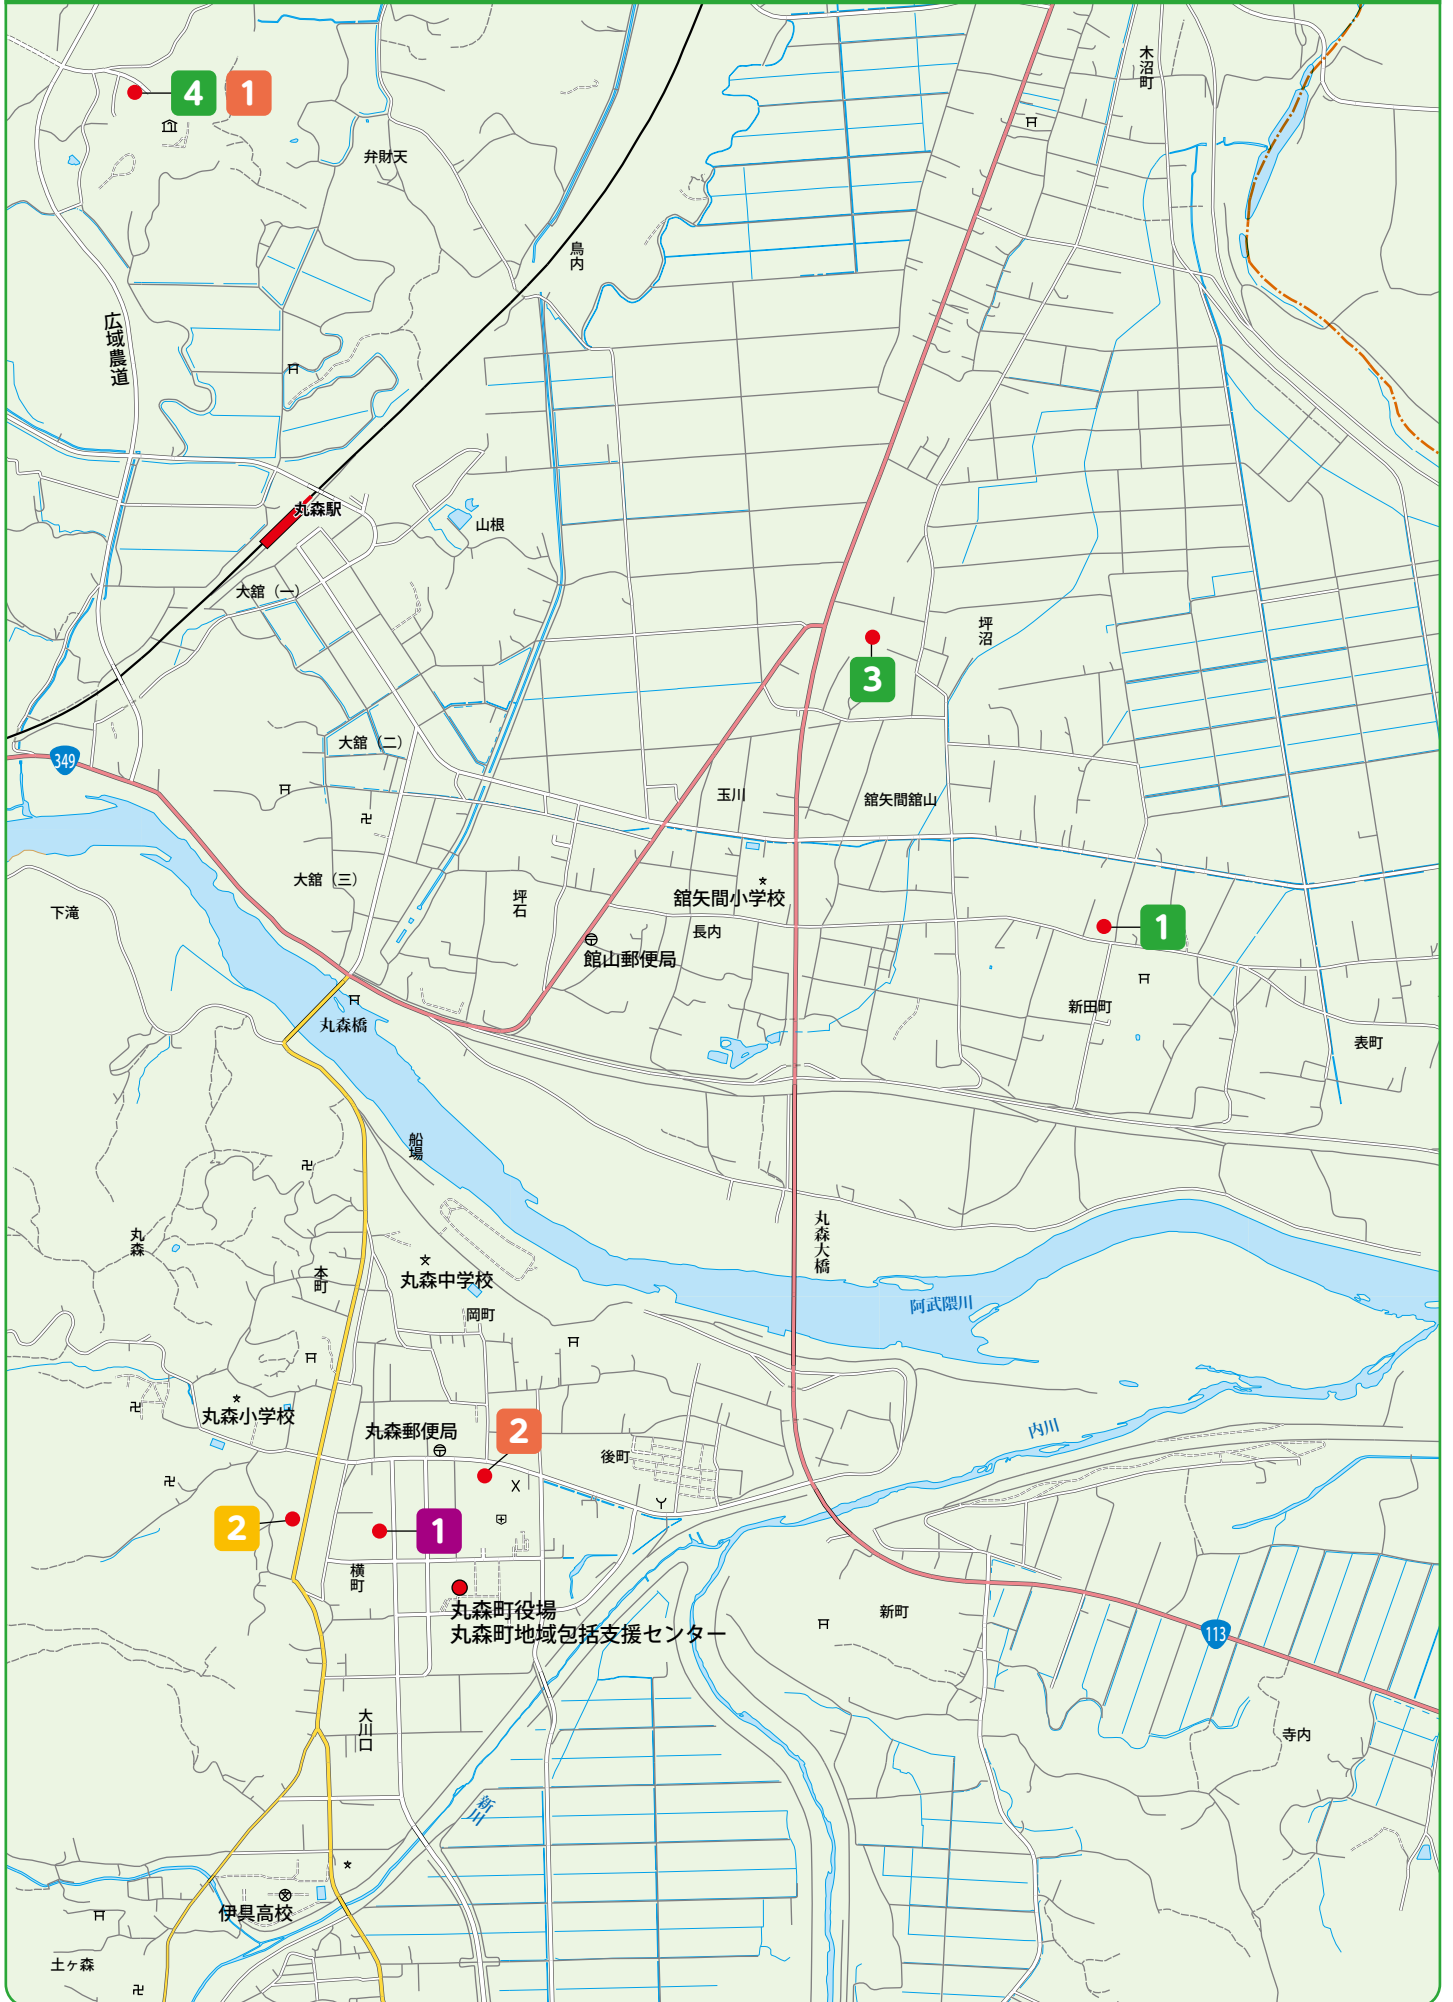 木沼町
4 1
弁財天
鳥内
広域農道
丸森駅
山根
大舘（一）
坪沼
3
大舘（二）
349
玉川
舘矢間舘山
大舘（三）
舘矢間小学校
坪石
下滝
長内
1
舘山郵便局
新田町
丸森橋
表町
船場
丸森
丸森大橋
本町
丸森中学校
阿武隈川
岡町
丸森小学校
丸森郵便局
2
内川
後町
2
1
横町
丸森町役場
丸森町地域包括支援センター
新町
113
大川口
寺内
新川
伊具高校
土ヶ森